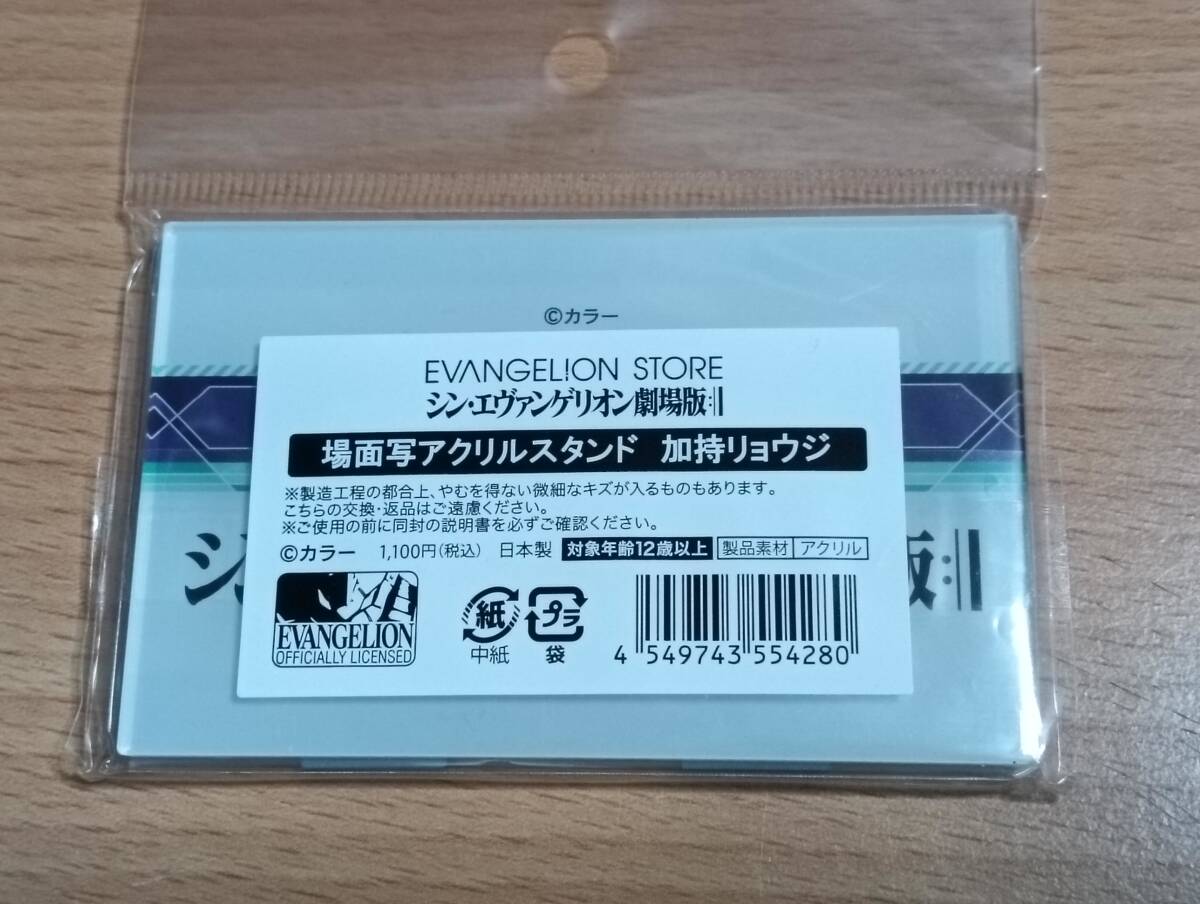 ©カラー
EVANGELION STORE
シン・エヴァンゲリオン劇場版:||
場面写アクリルスタンド 加持リョウジ
※製造工程の都合上、やむを得ない微細なキズが入るものもあります。
こちらの交換・返品はご遠慮ください。
※ご使用の前に同封の説明書を必ずご確認ください。
©カラー 1,100円(税込) 日本製 対象年齢12歳以上 製品素材 アクリル
シ
版:||
EVANGELION
OFFICIALLY LICENSED
紙
中紙
プラ
袋
4 549743 554280